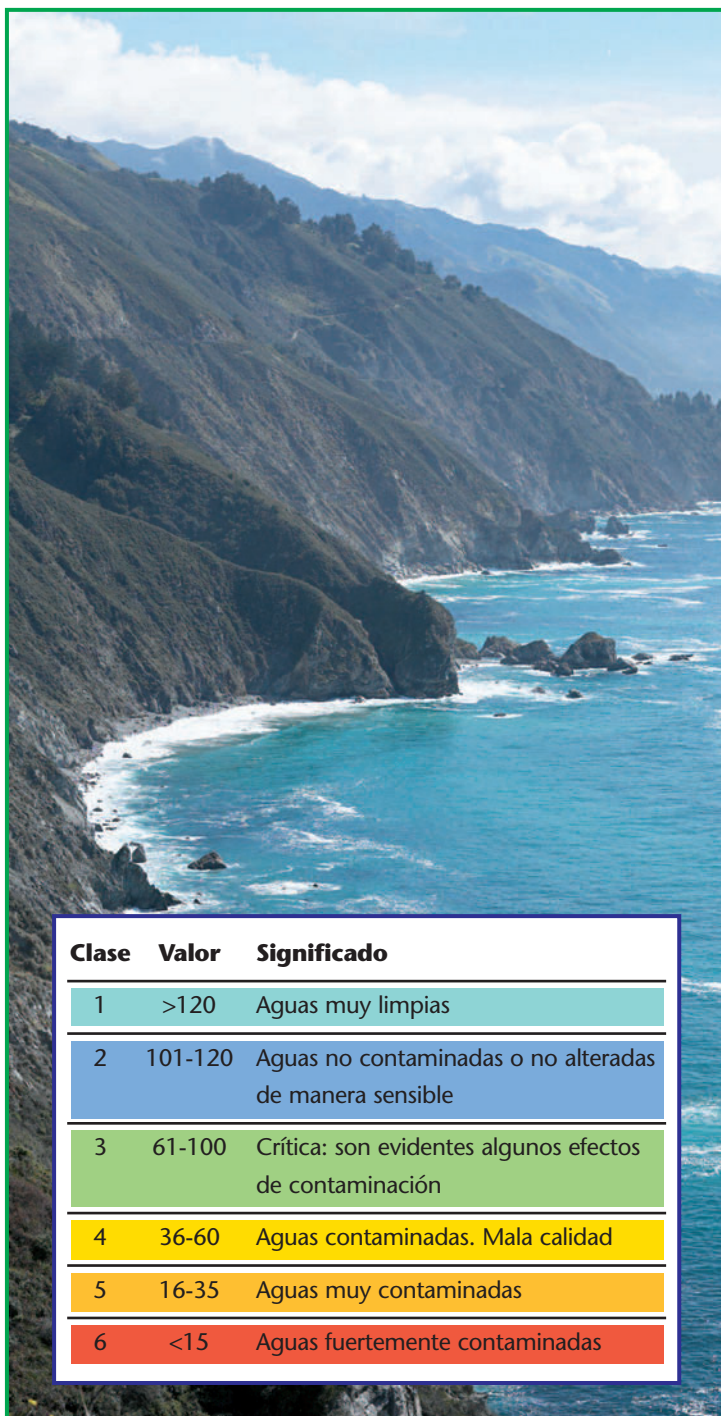 Clase Valor Significado
1 >120 Aguas muy limpias
2 101-120 Aguas no contaminadas o no alteradas
de manera sensible
3 61-100 Crítica: son evidentes algunos efectos
de contaminación
4 36-60 Aguas contaminadas. Mala calidad
5 16-35 Aguas muy contaminadas
6 <15 Aguas fuertemente contaminadas